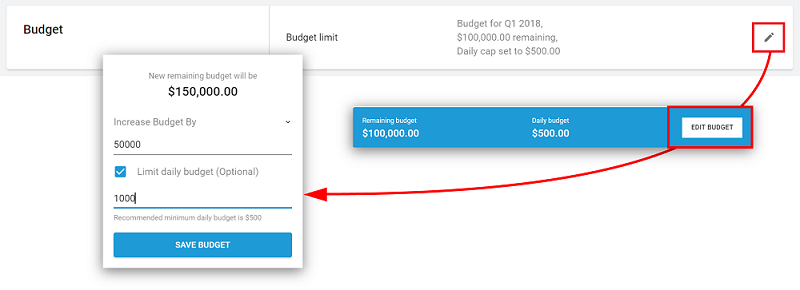 Budget
Budget limit
Budget for Q1 2018,
$100,000.00 remaining,
Daily cap set to $500.00
New remaining budget will be
$150,000.00
Increase Budget By
50000
Limit daily budget (Optional)
1000
Recommended minimum daily budget is $500
SAVE BUDGET
Remaining budget
$100,000.00
Daily budget
$500.00
EDIT BUDGET